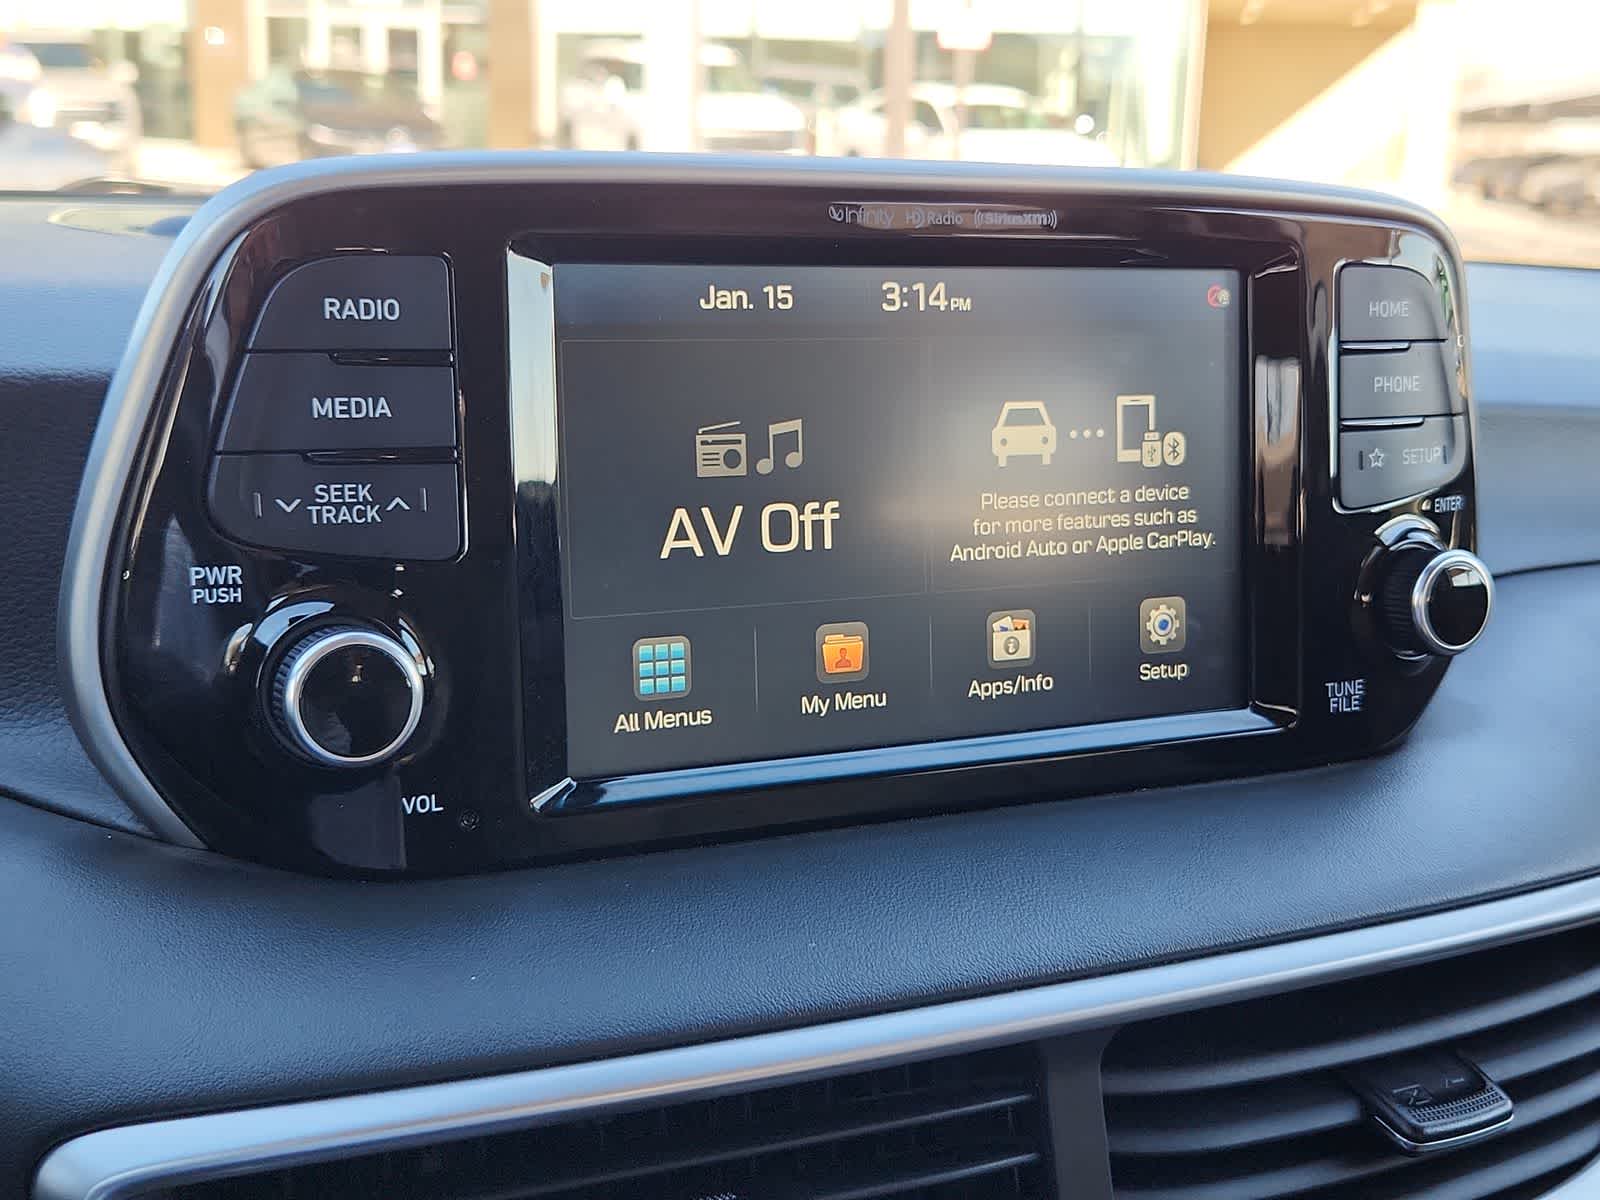 Infinity HD Radio ((SiriusXM))
RADIO
MEDIA
SEEK
TRACK
PWR
PUSH
VOL
Jan. 15 3:14 PM
AV Off
Please connect a device
for more features such as
Android Auto or Apple CarPlay.
All Menus
My Menu
Apps/Info
Setup
HOME
PHONE
SETUP
ENTER
TUNE
FILE